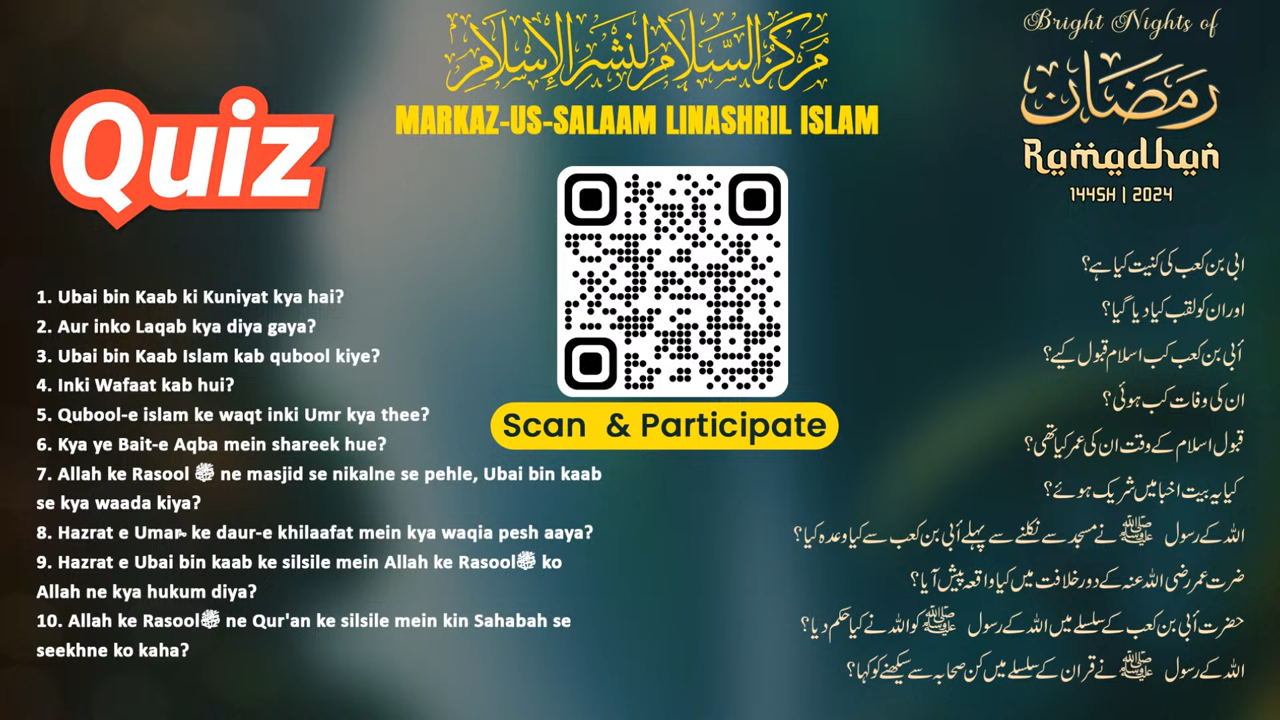 مَرکَزُ السَّلَامِ لِنَشْرِ الإِسْلَامِ
MARKAZ-US-SALAAM LINASHRIL ISLAM
Bright Nights of
رَمَضَان
Ramadhan
1445H | 2024
Quiz
Scan & Participate
1. Ubai bin Kaab ki Kuniyat kya hai?
2. Aur inko Laqab kya diya gaya?
3. Ubai bin Kaab Islam kab qubool kiye?
4. Inki Wafaat kab hui?
5. Qubool-e islam ke waqt inki Umr kya thee?
6. Kya ye Bait-e Aqba mein shareek hue?
7. Allah ke Rasool ﷺ ne masjid se nikalne se pehle, Ubai bin kaab
se kya waada kiya?
8. Hazrat e Umar ke daur-e khilaafat mein kya waqia pesh aaya?
9. Hazrat e Ubai bin kaab ke silsile mein Allah ke Rasoolﷺ ko
Allah ne kya hukum diya?
10. Allah ke Rasoolﷺ ne Qur'an ke silsile mein kin Sahabah se
seekhne ko kaha?
ابی بن کعب کی کنیت کیا ہے؟
اور ان کو لقب کیا دیا گیا؟
أبی بن کعب کب اسلام قبول کیے؟
ان کی وفات کب ہوئی؟
قبول اسلام کے وقت ان کی عمر کیا تھی؟
کیا یہ بیت اخبا میں شریک ہوئے؟
اللہ کے رسول ﷺ نے مسجد سے نکلنے سے پہلے أبی بن کعب سے کیا وعدہ کیا؟
ضرت عمر رضی اللہ عنہ کے دور خلافت میں کیا واقعہ پیش آیا؟
حضرت أبی بن کعب کے سلسلے میں اللہ کے رسول ﷺ کو اللہ نے کیا حکم دیا؟
اللہ کے رسول ﷺ نے قران کے سلسلے میں کن صحابہ سے سیکھنے کو کہا؟